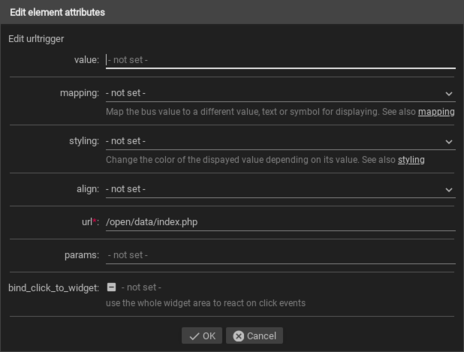 Edit element attributes
Edit urltrigger
value: - not set -
mapping: - not set -
Map the bus value to a different value, text or symbol for displaying. See also mapping
styling: - not set -
Change the color of the dispayed value depending on its value. See also styling
align: - not set -
url*: /open/data/index.php
params: - not set -
bind_click_to_widget: - not set -
use the whole widget area to react on click events
OK Cancel